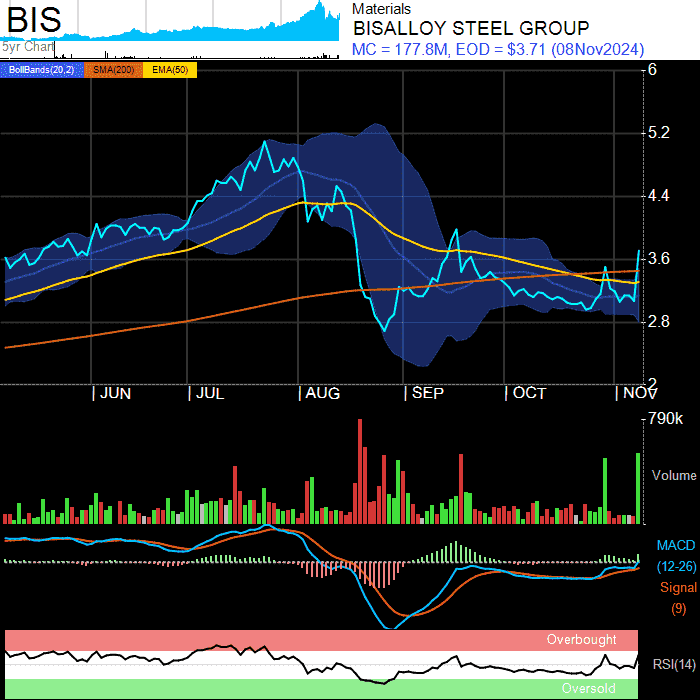 BIS
5yr Chart
Materials
BISALLOY STEEL GROUP
MC = 177.8M, EOD = $3.71 (08Nov2024)
BollBands(20,2) SMA(200) EMA(50)
6
5.2
4.4
3.6
2.8
2
JUN JUL AUG SEP OCT NOV
790k
Volume
MACD
(12-26)
Signal
(9)
Overbought
RSI(14)
Oversold